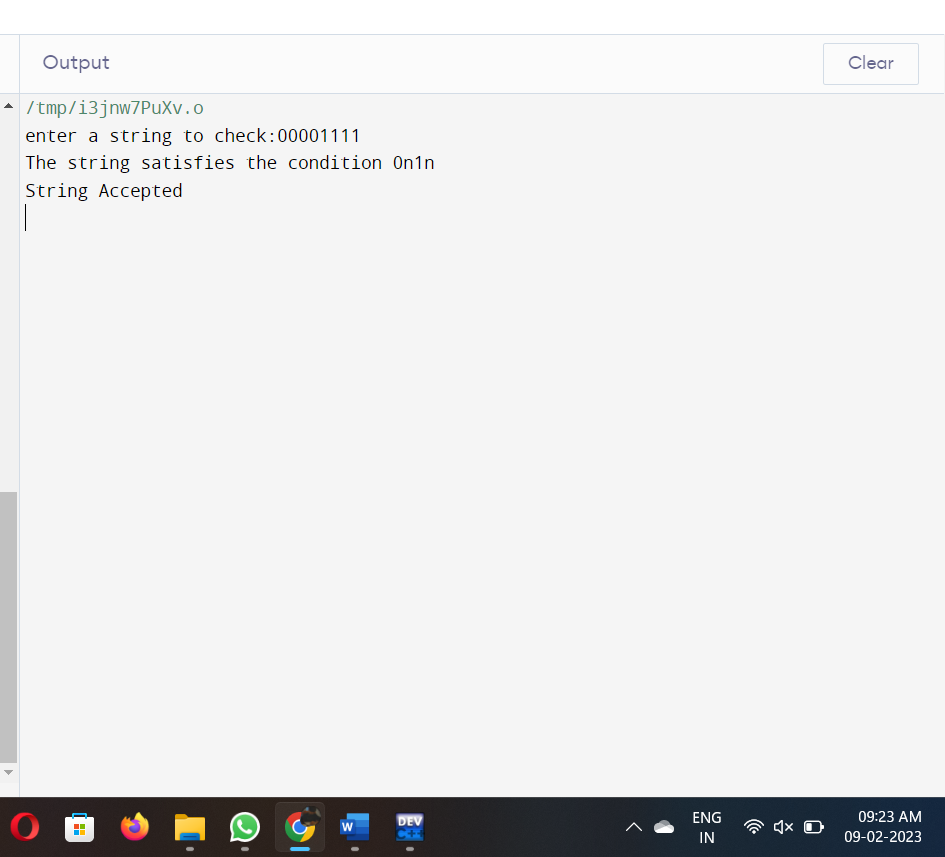 Output
Clear
/tmp/i3jnw7PuXv.o
enter a string to check:00001111
The string satisfies the condition 0n1n
String Accepted
W
DEV
C++
ENG
IN
09:23 AM
09-02-2023